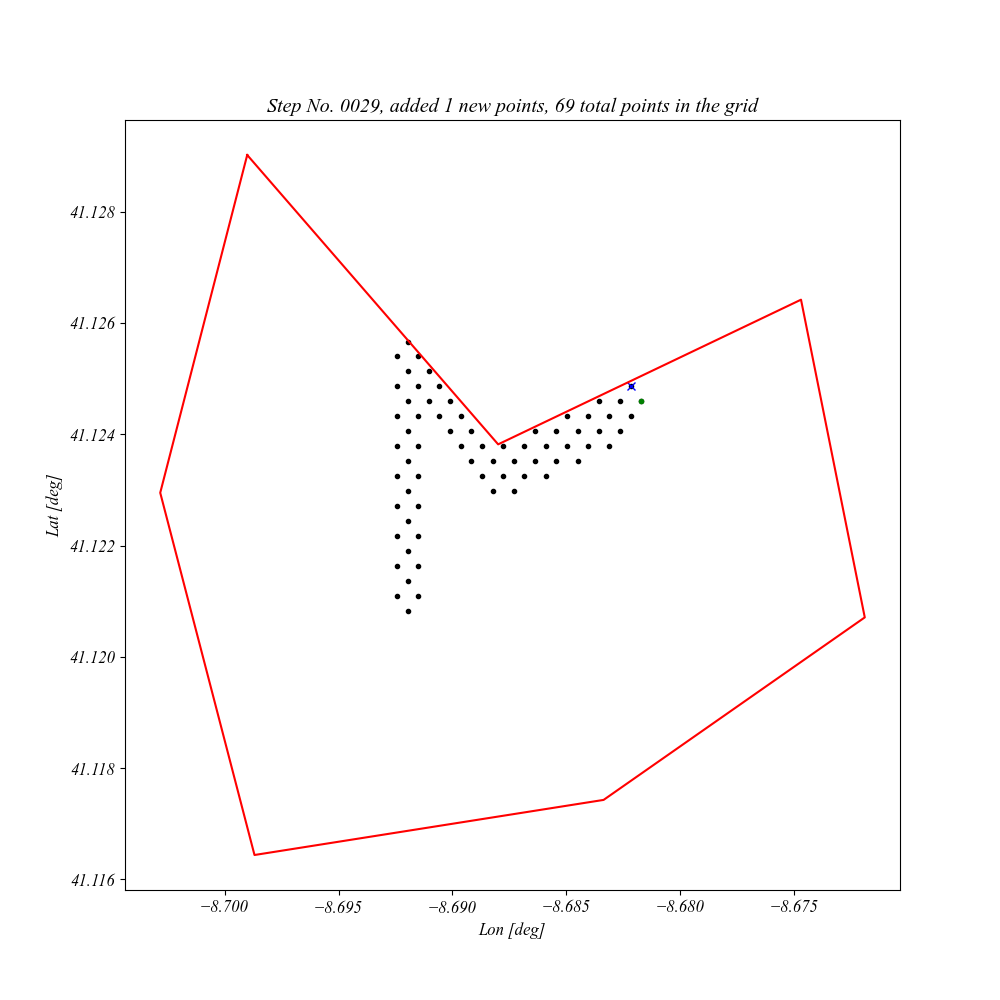 Step No. 0029, added 1 new points, 69 total points in the grid
41.128
41.126
41.124
41.122
41.120
41.118
41.116
Lat [deg]
−8.700 −8.695 −8.690 −8.685 −8.680 −8.675
Lon [deg]